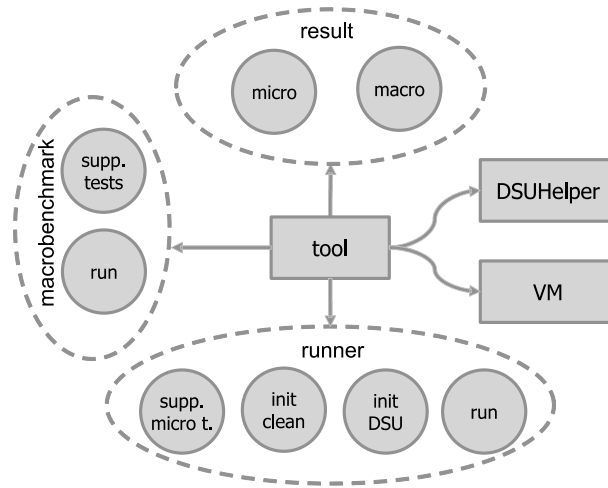 result
micro
macro
macrobenchmark
supp.
tests
run
tool
DSUHelper
VM
runner
supp.
micro t.
init
clean
init
DSU
run